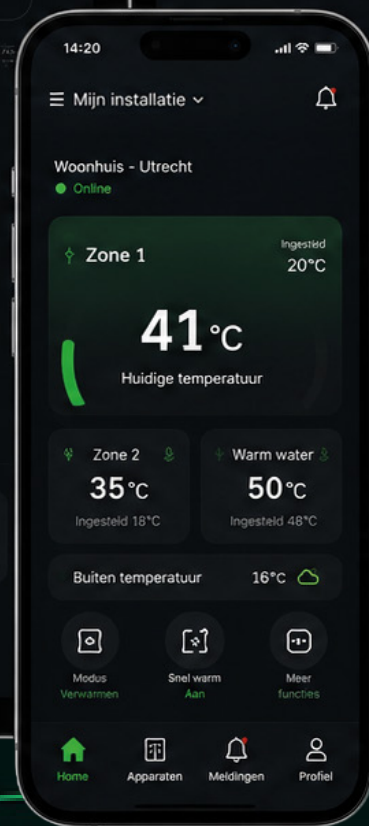 14:20
Mijn installatie
Woonhuis - Utrecht
Online
Zone 1
Ingesteld
20°C
41°C
Huidige temperatuur
Zone 2
35°C
Ingesteld 18°C
Warm water
50°C
Ingesteld 48°C
Buiten temperatuur 16°C
Modus
Verwarmen
Snel warm
Aan
Meer
functies
Home
Apparaten
Meldingen
Profiel